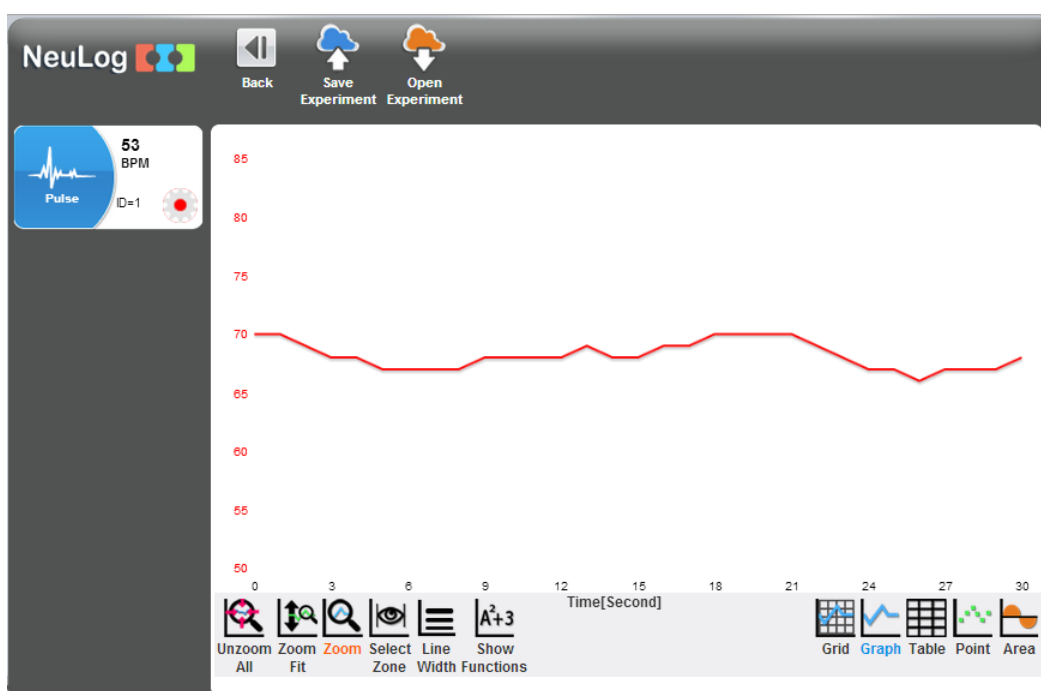 NeuLog
Back
Save
Experiment
Open
Experiment
53
BPM
Pulse
ID=1
85
80
75
70
65
60
55
50
0 3 6 9 12 15 18 21 24 27 30
Time[Second]
A²+3
Unzoom
All
Zoom
Fit
Zoom
Select
Zone
Line
Width
Show
Functions
Grid
Graph
Table
Point
Area